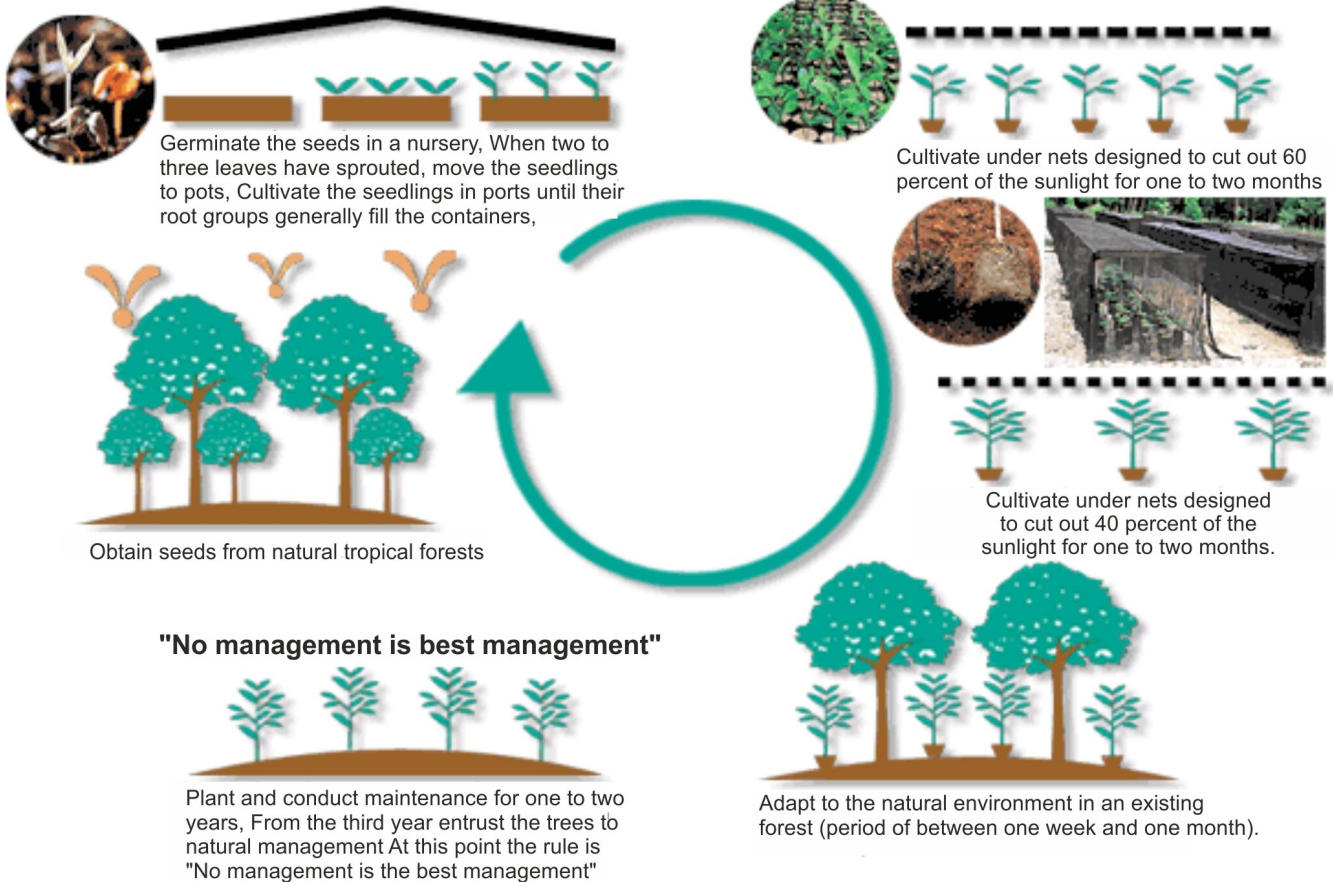 Germinate the seeds in a nursery, When two to
three leaves have sprouted, move the seedlings
to pots, Cultivate the seedlings in ports until their
root groups generally fill the containers,
Cultivate under nets designed to cut out 60
percent of the sunlight for one to two months
Cultivate under nets designed
to cut out 40 percent of the
sunlight for one to two months.
Adapt to the natural environment in an existing
forest (period of between one week and one month).
"No management is best management"
Plant and conduct maintenance for one to two
years, From the third year entrust the trees to
natural management At this point the rule is
"No management is the best management"
Obtain seeds from natural tropical forests